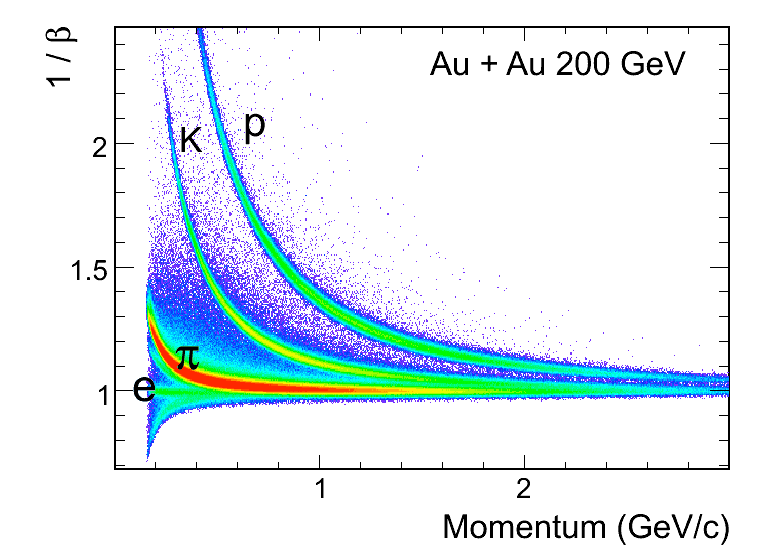 1 / β
Au + Au 200 GeV
p
K
2
1.5
π
e
1
1
2
Momentum (GeV/c)